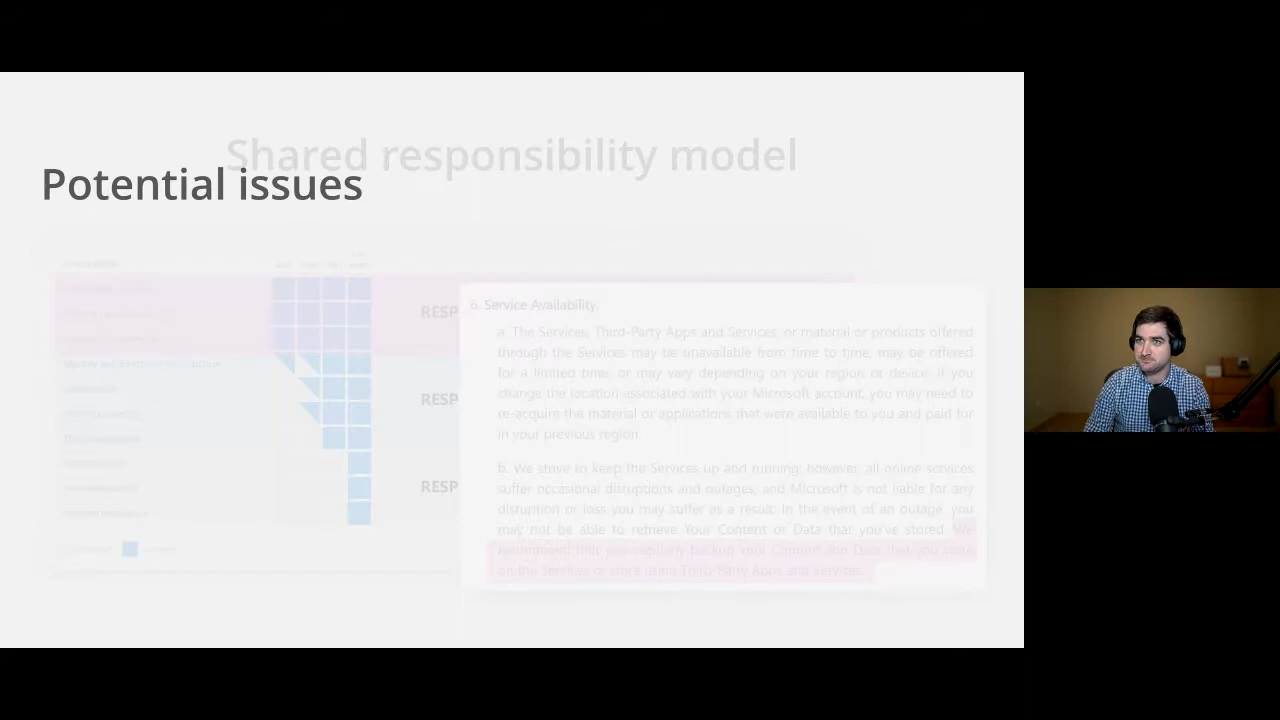 Shared responsibility model
Potential issues
RESP
RESP
RESP
6. Service Availability.
a. The Services, Third-Party Apps and Services, or material or products offered
through the Services may be unavailable from time to time, may be offered
for a limited time, or may vary depending on your region or device. If you
change the location associated with your Microsoft account, you may need to
re-acquire the material or applications that were available to you and paid for
in your previous region.
b. We strive to keep the Services up and running; however, all online services
suffer occasional disruptions and outages, and Microsoft is not liable for any
disruption or loss you may suffer as a result. In the event of an outage, you
may not be able to retrieve Your Content or Data that you've stored. We
recommend that you regularly backup Your Content and Data that you store
on the Services or store using Third-Party Apps and Services.